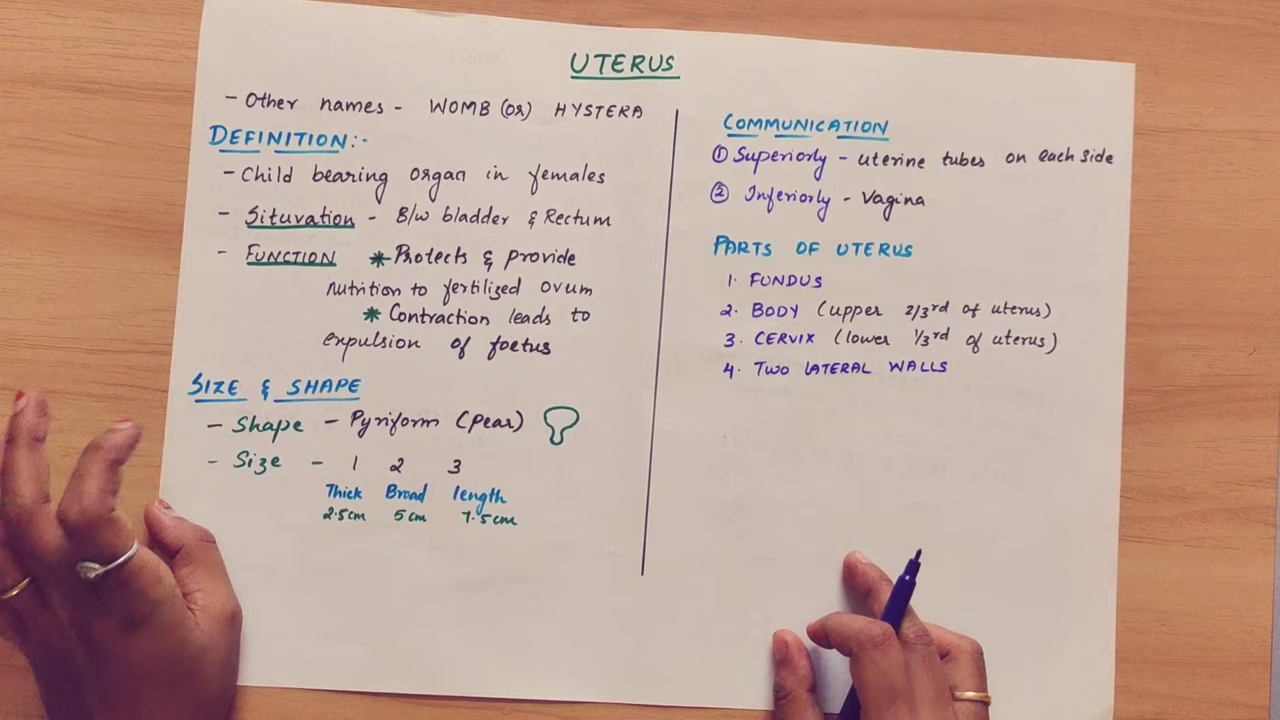 UTERUS
- Other names - WOMB (OR) HYSTERA
DEFINITION:-
- Child bearing organ in females
- Situvation - B/w bladder & Rectum
- FUNCTION * Protects & provide
nutrition to fertilized ovum
* Contraction leads to
expulsion of foetus
SIZE & SHAPE
- Shape - Pyriform (Pear)
- Size - 1 2 3
Thick Broad length
2.5cm 5cm 7.5cm
COMMUNICATION
① Superiorly - uterine tubes on each side
② Inferiorly - Vagina
PARTS OF UTERUS
1. FUNDUS
2. BODY (upper 2/3rd of uterus)
3. CERVIX (lower 1/3rd of uterus)
4. TWO LATERAL WALLS